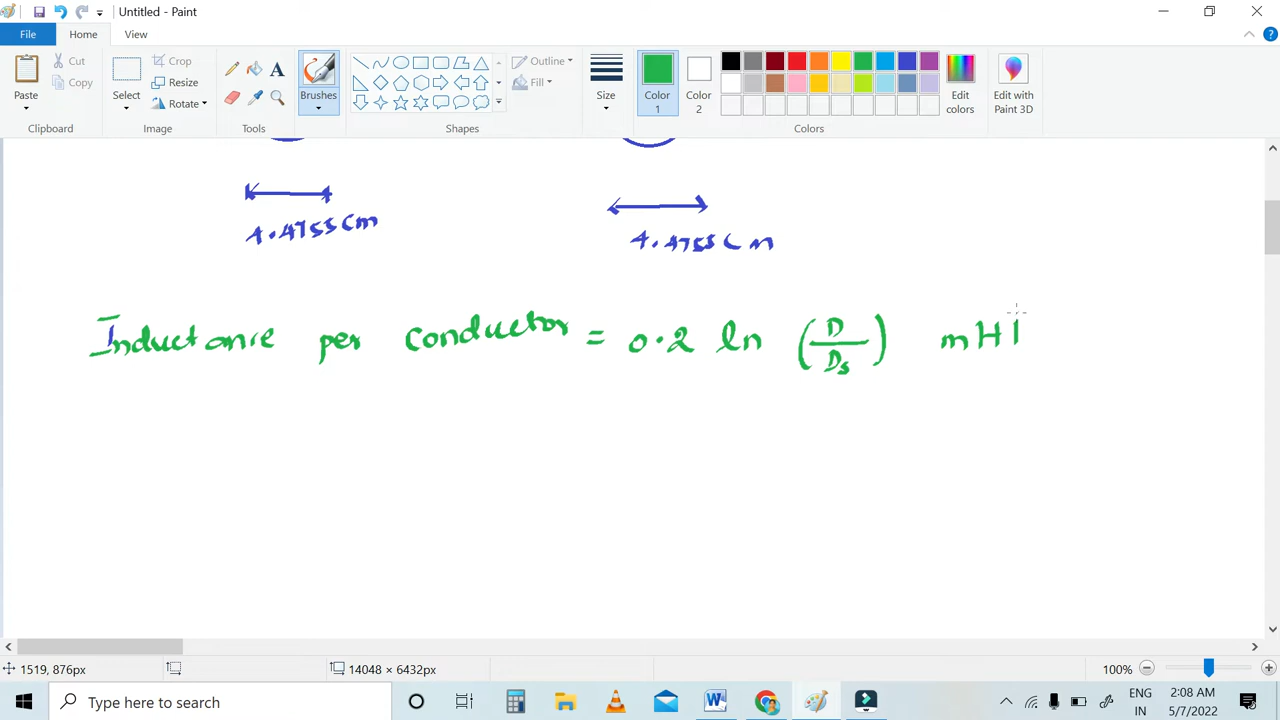 Untitled - Paint
File Home View
Paste Cut Copy Clipboard
Select Crop Resize Rotate Image
Tools
Brushes
Shapes
Outline Fill
Size
Color 1
Color 2
Edit colors
Colors
Edit with Paint 3D
4.4755 Cm
4.4755 Cm
Inductance per conductor = 0.2 ln (D/Ds) mH/
1519, 876px
14048 × 6432px
100%
Type here to search
ENG IN
2:08 AM 5/7/2022